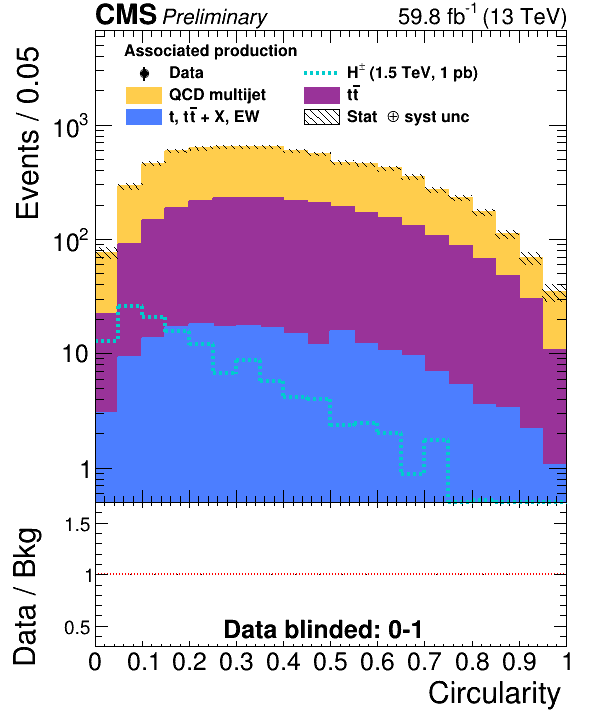 CMS Preliminary 59.8 fb⁻¹ (13 TeV)
Associated production
Data
H± (1.5 TeV, 1 pb)
QCD multijet
tt̄
t, tt̄ + X, EW
Stat ⊕ syst unc
Events / 0.05
10³
10²
10
1
Data / Bkg
1.5
1
0.5
Data blinded: 0-1
0 0.1 0.2 0.3 0.4 0.5 0.6 0.7 0.8 0.9 1
Circularity